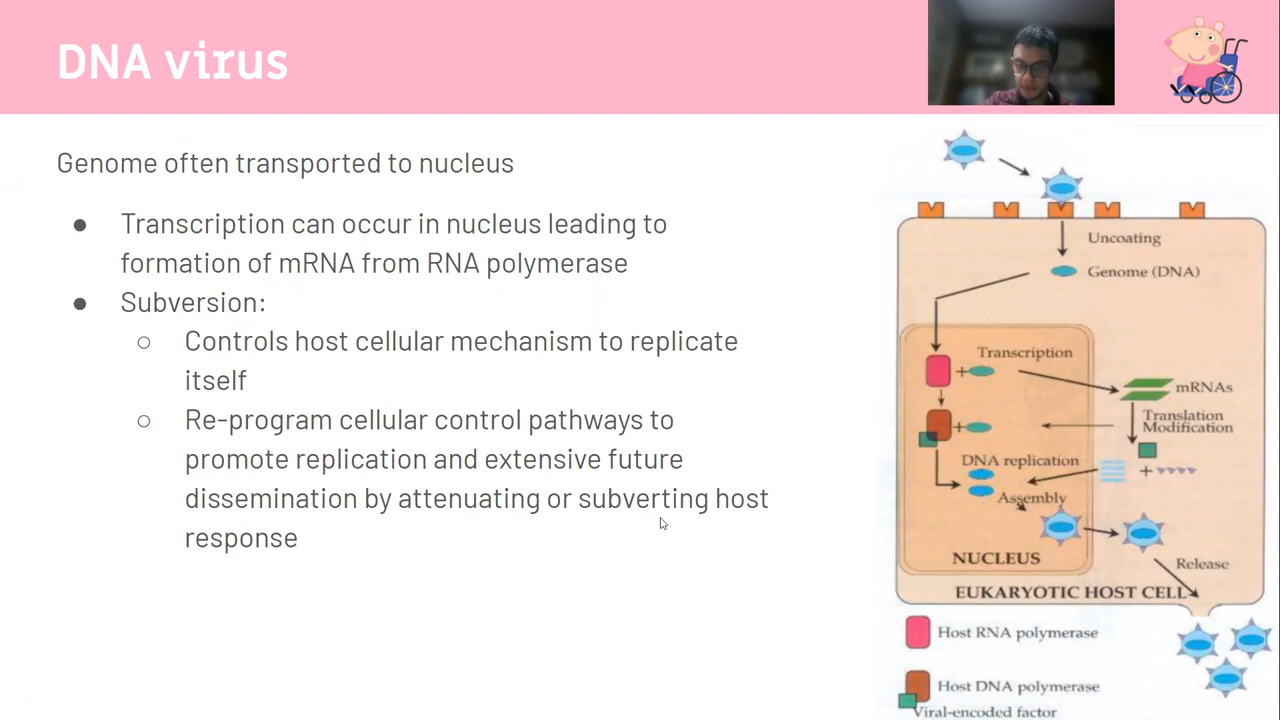 DNA virus
Genome often transported to nucleus
● Transcription can occur in nucleus leading to
formation of mRNA from RNA polymerase
● Subversion:
○ Controls host cellular mechanism to replicate
itself
○ Re-program cellular control pathways to
promote replication and extensive future
dissemination by attenuating or subverting host
response
Uncoating
Genome (DNA)
Transcription
+
mRNAs
Translation
Modification
+
DNA replication
+
Assembly
NUCLEUS
Release
EUKARYOTIC HOST CELL
Host RNA polymerase
Host DNA polymerase
Viral-encoded factor